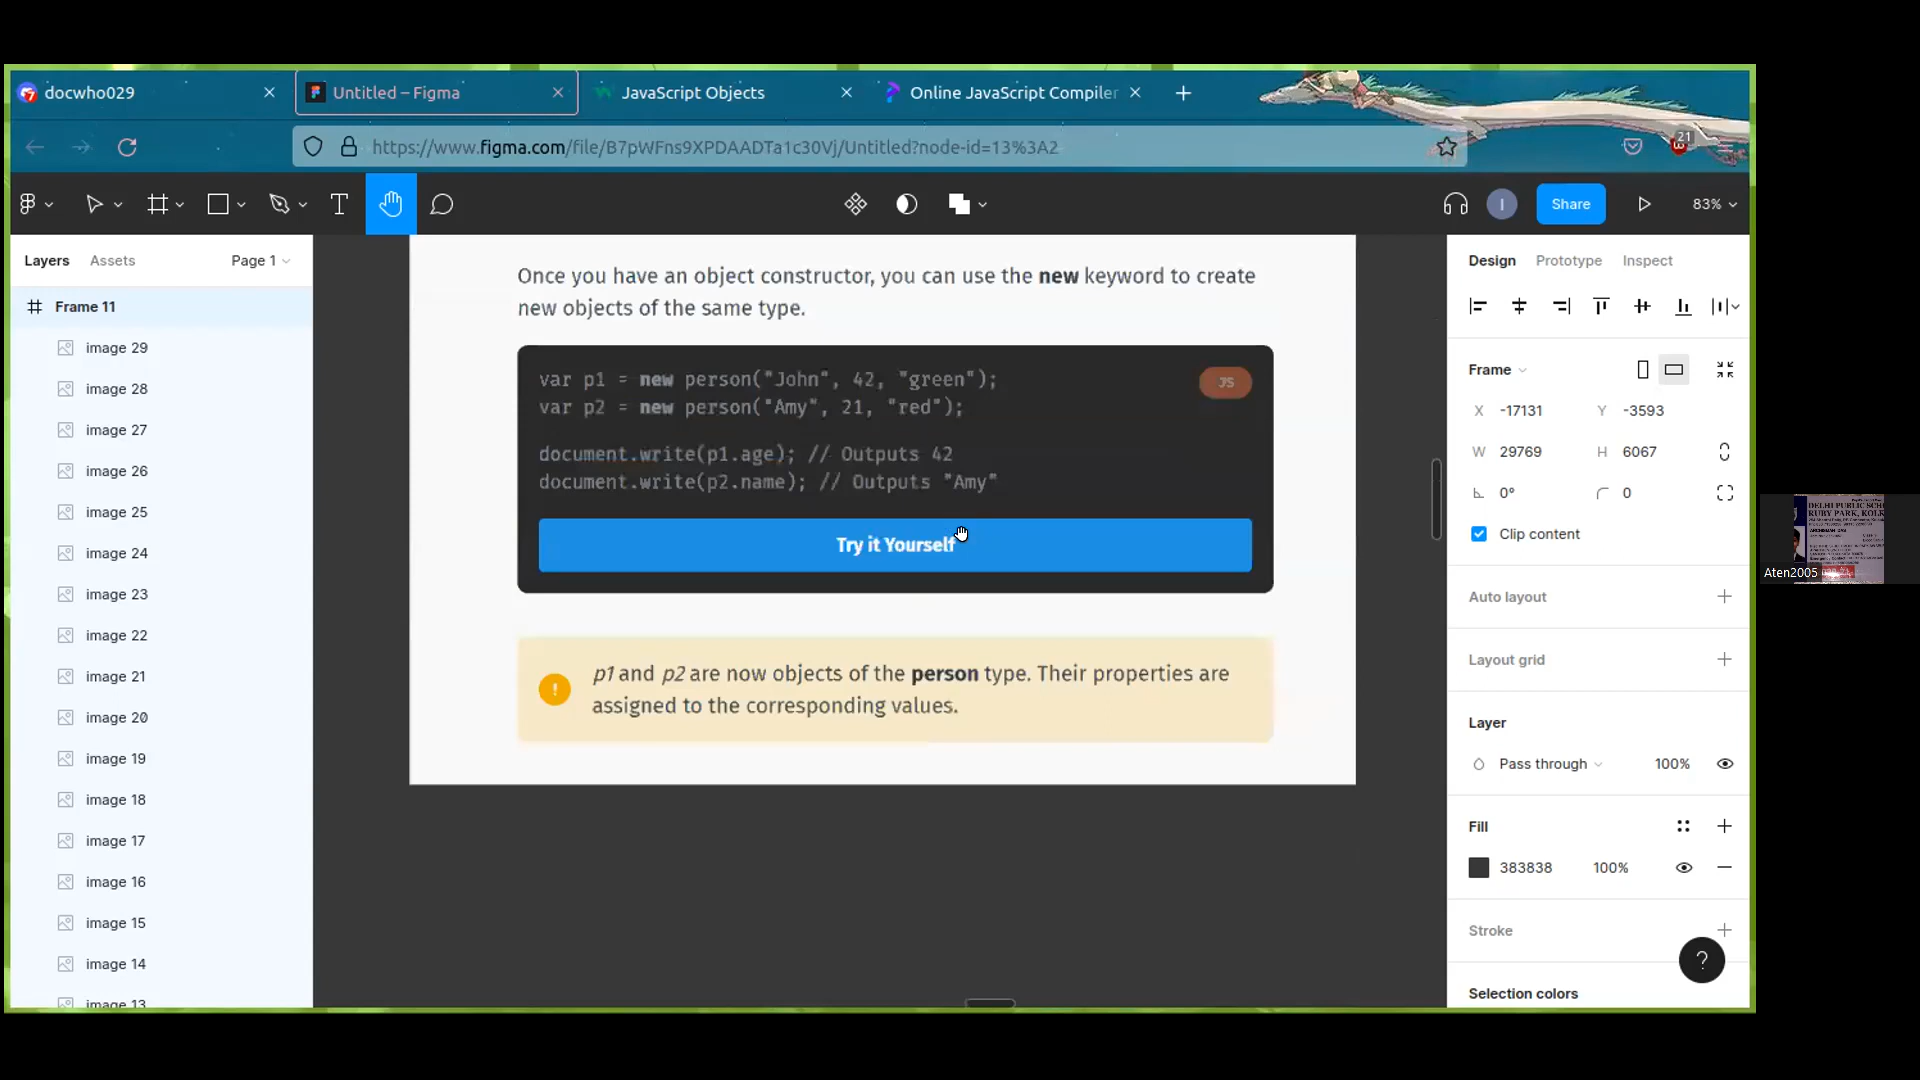 docwho029
Untitled – Figma
JavaScript Objects
Online JavaScript Compiler
https://www.figma.com/file/B7pWFns9XPDAADTa1c30Vj/Untitled?node-id=13%3A2
21
I
Share
83%
Layers
Assets
Page 1
Frame 11
image 29
image 28
image 27
image 26
image 25
image 24
image 23
image 22
image 21
image 20
image 19
image 18
image 17
image 16
image 15
image 14
image 13
Once you have an object constructor, you can use the new keyword to create
new objects of the same type.
var p1 = new person("John", 42, "green");
var p2 = new person("Amy", 21, "red");
JS
document.write(p1.age); // Outputs 42
document.write(p2.name); // Outputs "Amy"
Try it Yourself
! p1 and p2 are now objects of the person type. Their properties are
assigned to the corresponding values.
Design
Prototype
Inspect
Frame
X -17131
Y -3593
W 29769
H 6067
0°
0
Clip content
Auto layout
Layout grid
Layer
Pass through
100%
Fill
383838
100%
Stroke
?
Selection colors
DELHI PUBLIC
RUBY PARK,
Aten2005